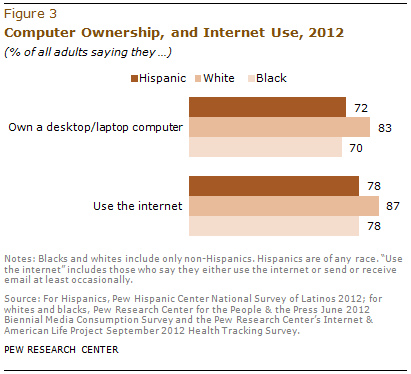 Figure 3
Computer Ownership, and Internet Use, 2012
(% of all adults saying they …)
Hispanic White Black
Own a desktop/laptop computer
72
83
70
Use the internet
78
87
78
Notes: Blacks and whites include only non-Hispanics. Hispanics are of any race. “Use
the internet” includes those who say they either use the internet or send or receive
email at least occasionally.
Source: For Hispanics, Pew Hispanic Center National Survey of Latinos 2012; for
whites and blacks, Pew Research Center for the People & the Press June 2012
Biennial Media Consumption Survey and the Pew Research Center’s Internet &
American Life Project September 2012 Health Tracking Survey.
PEW RESEARCH CENTER